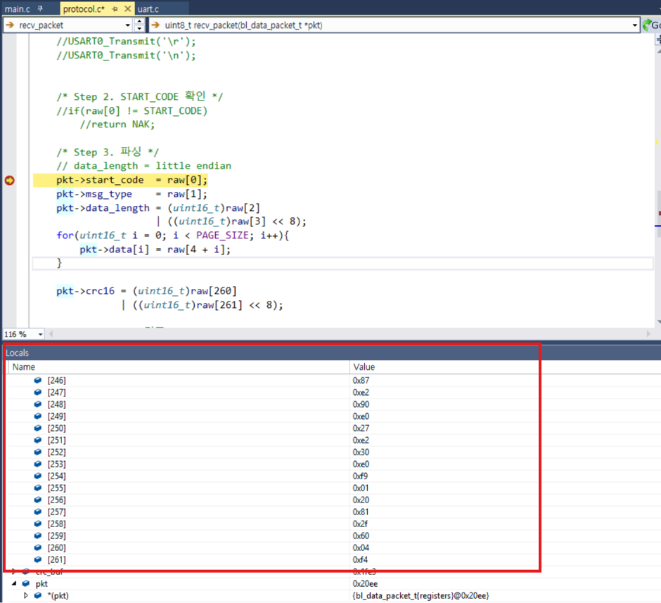 main.c protocol.c* uart.c
recv_packet uint8_t recv_packet(bl_data_packet_t *pkt) Go
//USART0_Transmit('\r');
//USART0_Transmit('\n');
/* Step 2. START_CODE 확인 */
//if(raw[0] != START_CODE)
//return NAK;
/* Step 3. 파싱 */
// data_length = little endian
pkt->start_code = raw[0];
pkt->msg_type = raw[1];
pkt->data_length = (uint16_t)raw[2]
| ((uint16_t)raw[3] << 8);
for(uint16_t i = 0; i < PAGE_SIZE; i++){
pkt->data[i] = raw[4 + i];
}
pkt->crc16 = (uint16_t)raw[260]
| ((uint16_t)raw[261] << 8);
116 %
Locals
Name Value
[246] 0x87
[247] 0xe2
[248] 0x90
[249] 0xe0
[250] 0x27
[251] 0xe2
[252] 0x30
[253] 0xe0
[254] 0xf9
[255] 0x01
[256] 0x20
[257] 0x81
[258] 0x2f
[259] 0x60
[260] 0x04
[261] 0xf4
crc_buf 0x1fe3
pkt 0x20ee
*(pkt) {bl_data_packet_t{registers}@0x20ee}